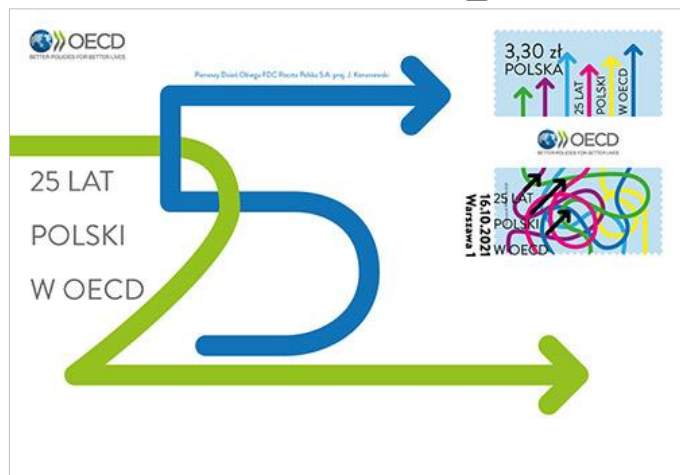 OECD
BETTER POLICIES FOR BETTER LIVES
Pierwszy Dzień Obiegu FDC Poczta Polska S.A. proj. J. Konarzewski
25 LAT
POLSKI
W OECD
25
3,30 zł
POLSKA
25 LAT
POLSKI
W OECD
OECD
BETTER POLICIES FOR BETTER LIVES
25 LAT
POLSKI
W OECD
16.10.2021
Warszawa 1